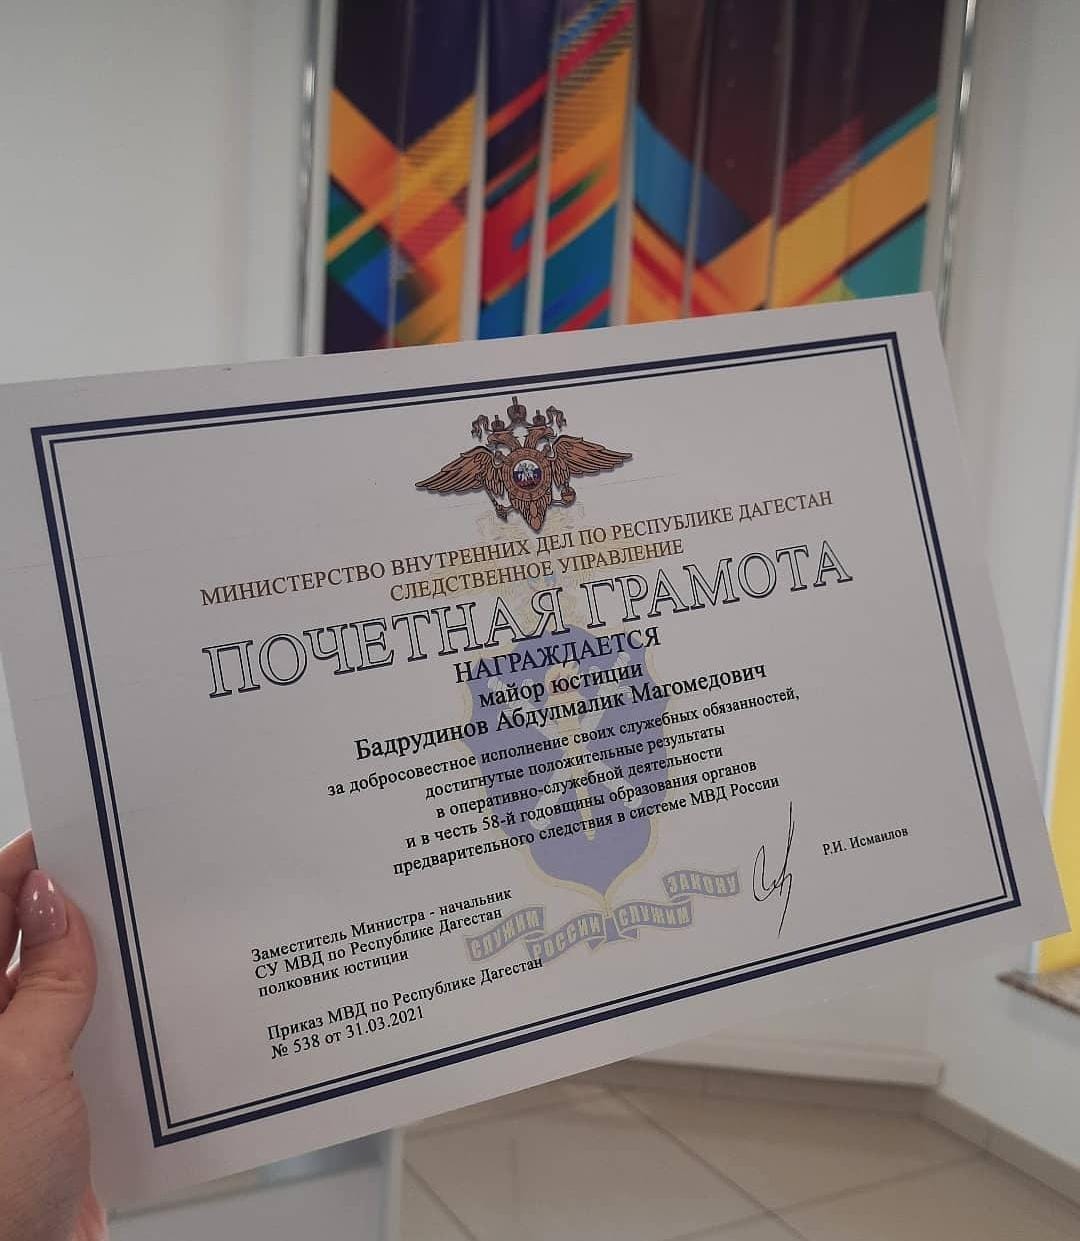 МИНИСТЕРСТВО ВНУТРЕННИХ ДЕЛ ПО РЕСПУБЛИКЕ ДАГЕСТАН
СЛЕДСТВЕННОЕ УПРАВЛЕНИЕ
ПОЧЕТНАЯ ГРАМОТА
НАГРАЖДАЕТСЯ
майор юстиции
Бадрудинов Абдулмалик Магомедович
за добросовестное исполнение своих служебных обязанностей,
достигнутые положительные результаты
в оперативно-служебной деятельности
и в честь 58-й годовщины образования органов
предварительного следствия в системе МВД России
Заместитель Министра - начальник
СУ МВД по Республике Дагестан
полковник юстиции
Р.И. Исмаилов
СЛУЖИМ РОССИИ СЛУЖИМ ЗАКОНУ
Приказ МВД по Республике Дагестан
№ 538 от 31.03.2021